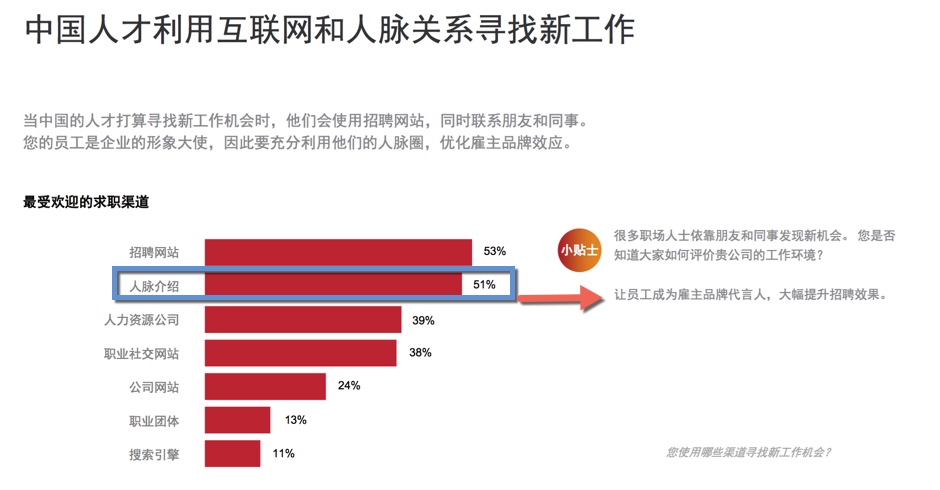 中国人才利用互联网和人脉关系寻找新工作
当中国的人才打算寻找新工作机会时，他们会使用招聘网站，同时联系朋友和同事。
您的员工是企业的形象大使，因此要充分利用他们的人脉圈，优化雇主品牌效应。
最受欢迎的求职渠道
招聘网站 53%
人脉介绍 51%
人力资源公司 39%
职业社交网站 38%
公司网站 24%
职业团体 13%
搜索引擎 11%
小贴士
很多职场人士依靠朋友和同事发现新机会。 您是否
知道大家如何评价贵公司的工作环境？
让员工成为雇主品牌代言人，大幅提升招聘效果。
您使用哪些渠道寻找新工作机会？